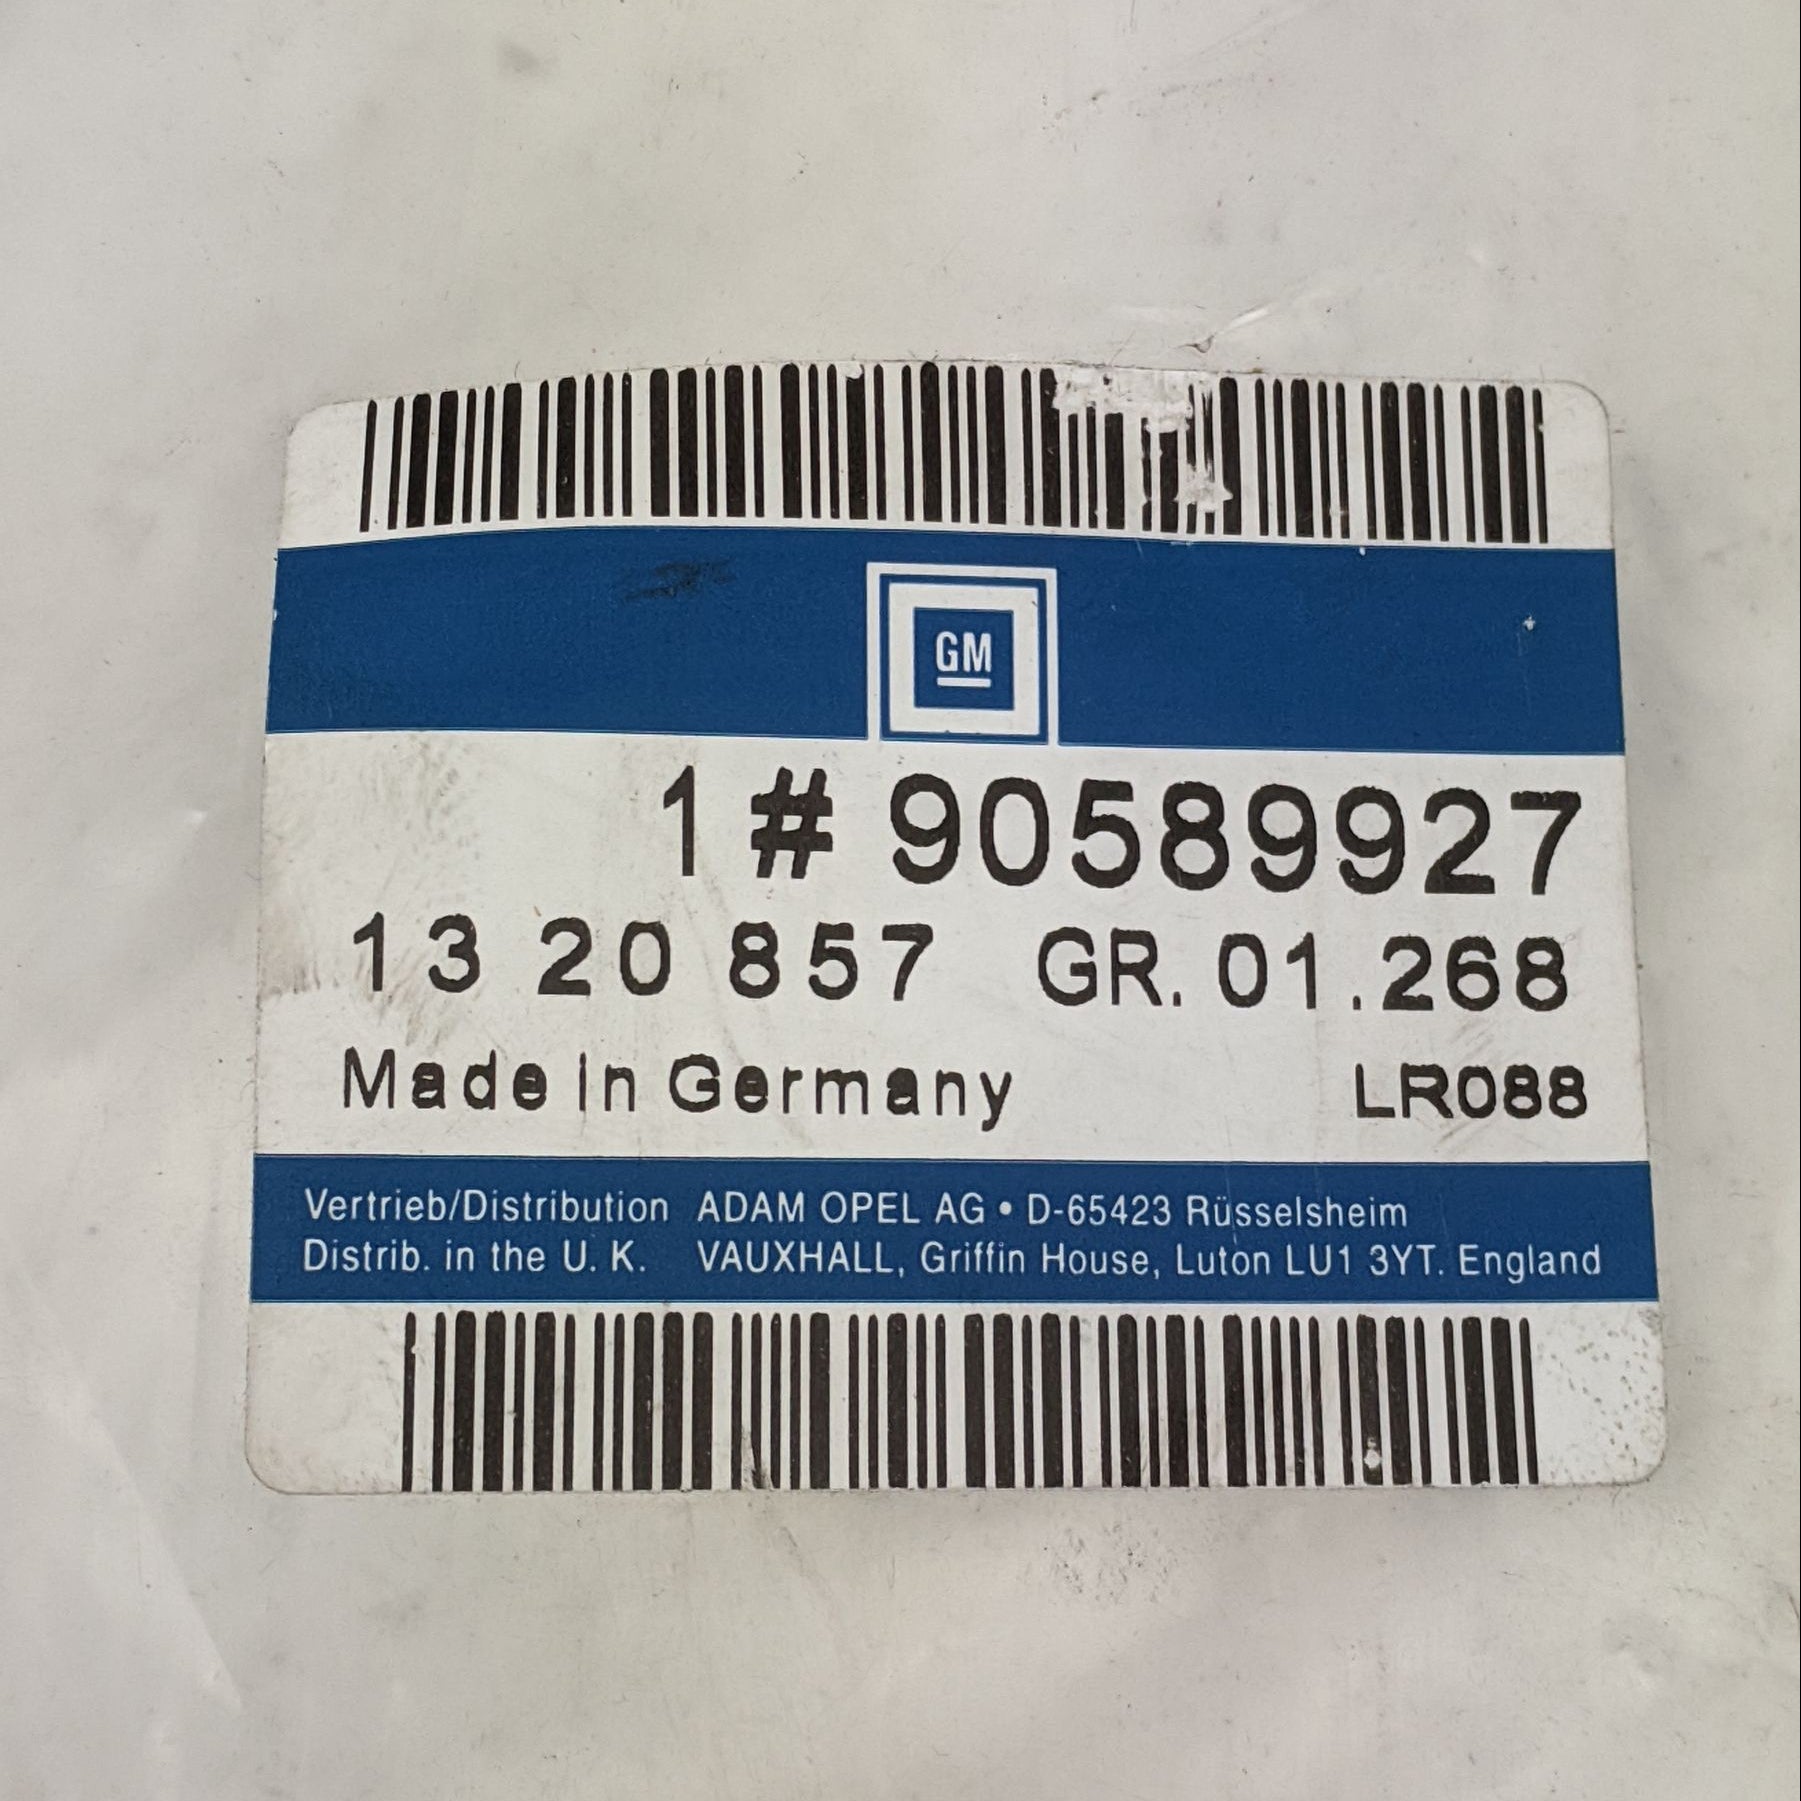 GM
1 # 90589927
13 20 857 GR. 01.268
Made in Germany LR088
Vertrieb/Distribution ADAM OPEL AG • D-65423 Rüsselsheim
Distrib. in the U. K. VAUXHALL, Griffin House, Luton LU1 3YT. England